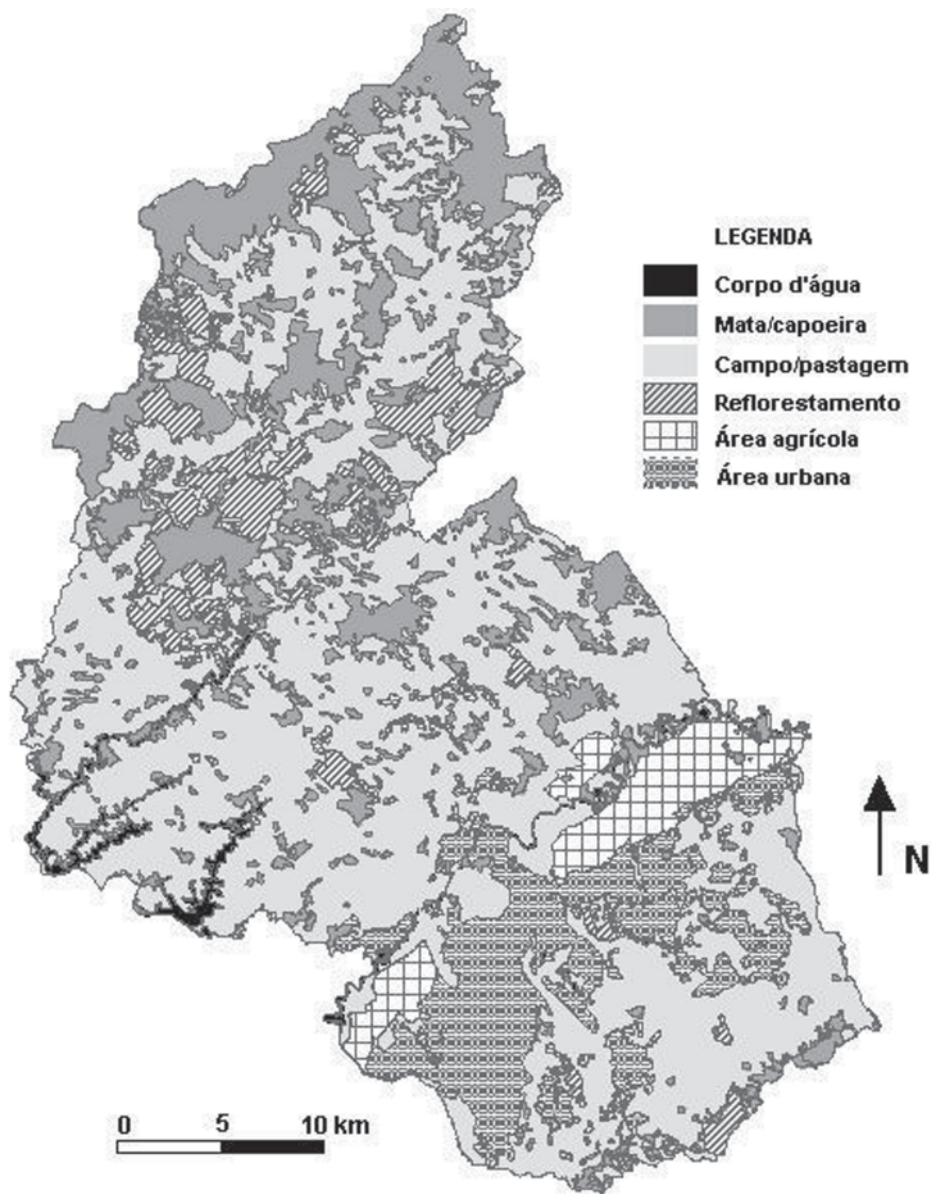 LEGENDA
Corpo d'água
Mata/capoeira
Campo/pastagem
Reflorestamento
Área agrícola
Área urbana
N
0 5 10 km